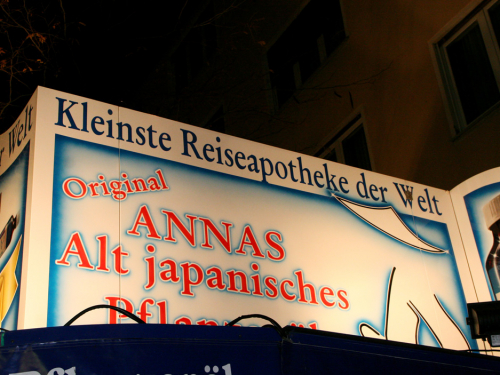 Kleinste Reiseapotheke der Welt
Original
ANNAS
Alt japanisches
Welt